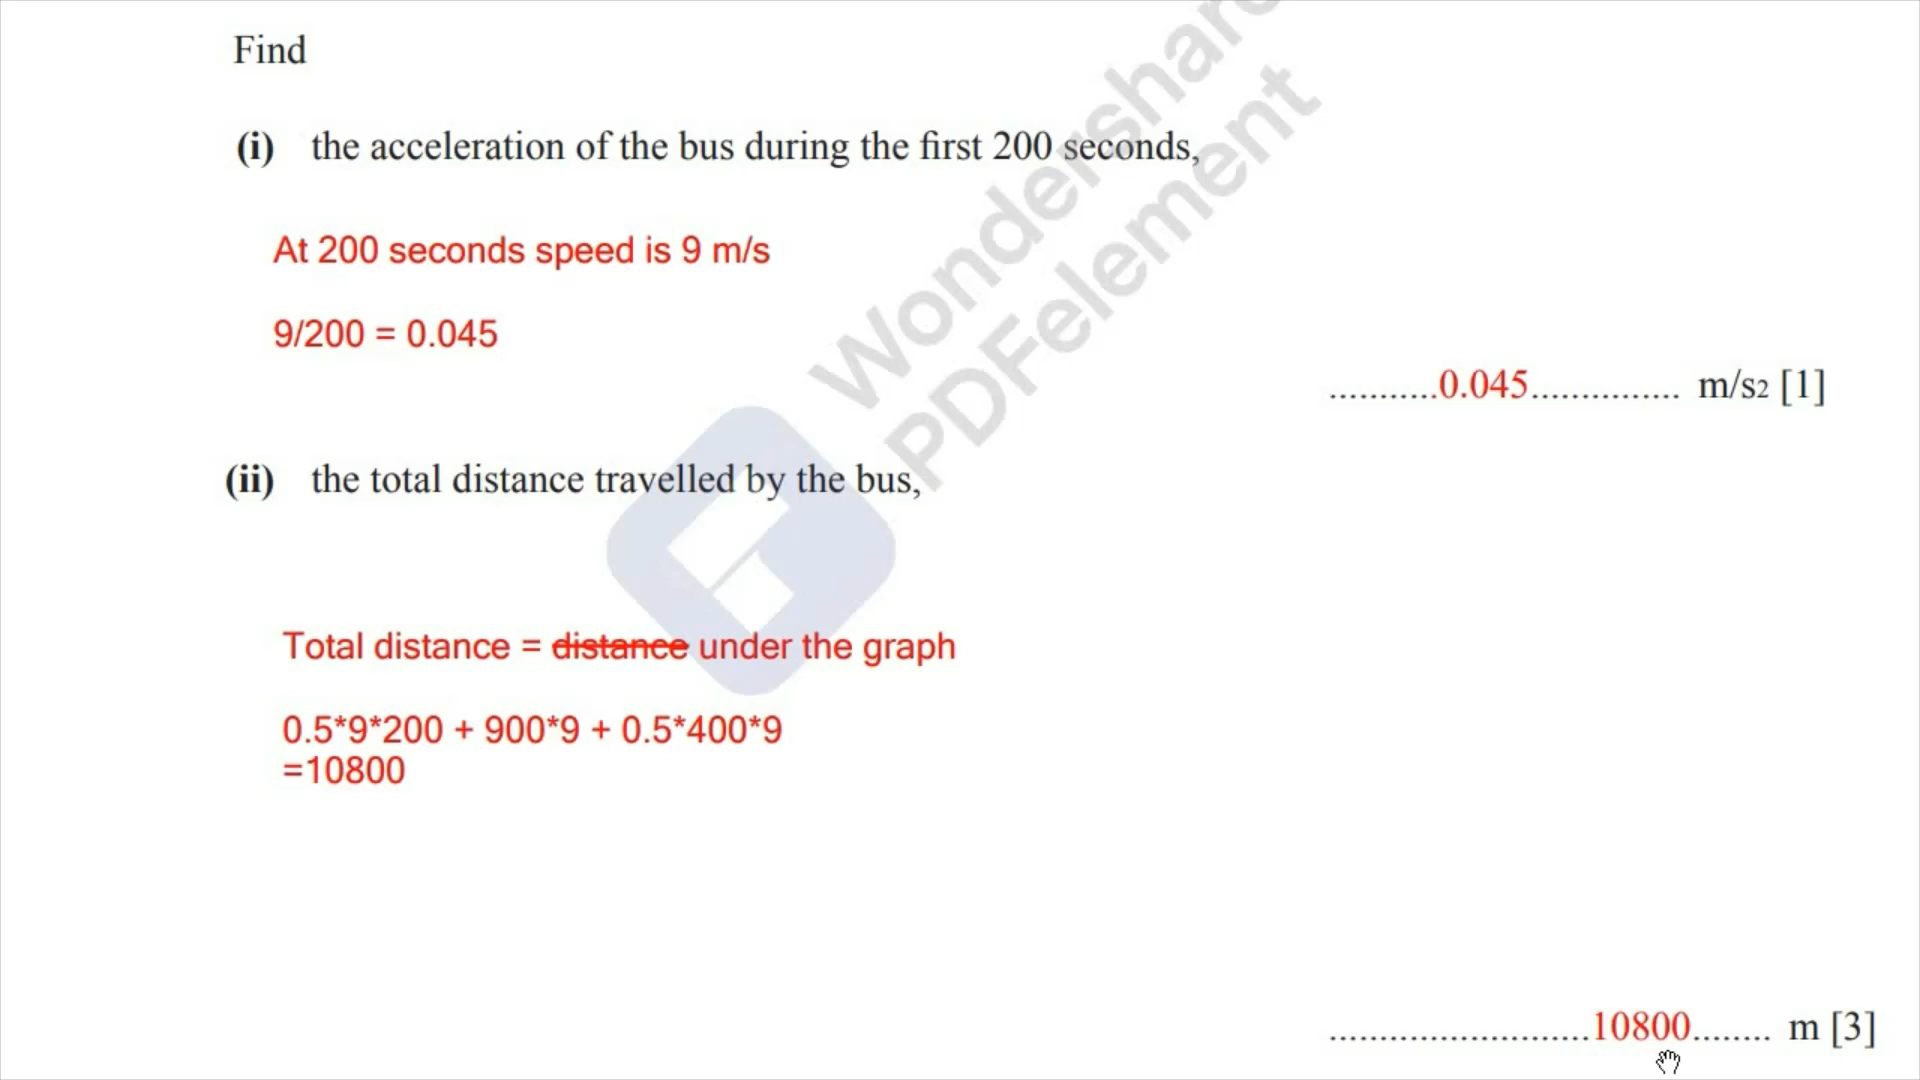 Find
(i) the acceleration of the bus during the first 200 seconds,
At 200 seconds speed is 9 m/s
9/200 = 0.045
...........0.045............... m/s2 [1]
(ii) the total distance travelled by the bus,
Total distance = distance under the graph
0.5*9*200 + 900*9 + 0.5*400*9
=10800
..........................10800........ m [3]
Wondershare
PDFelement